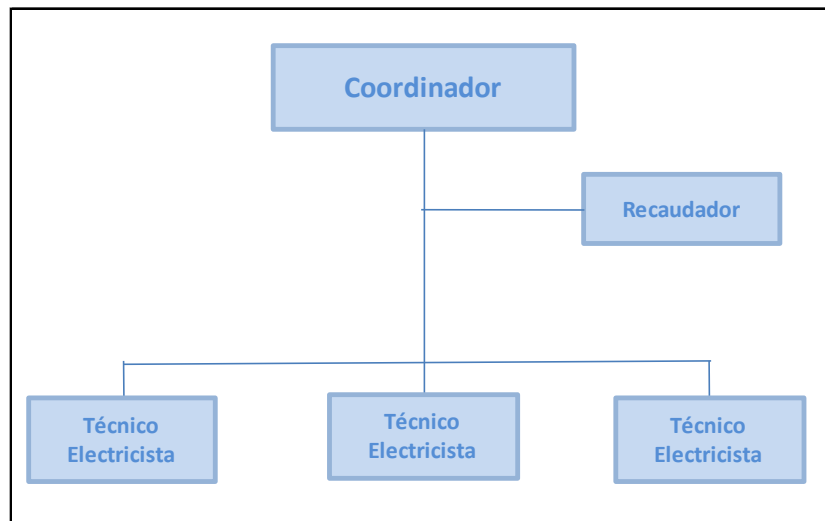 Coordinador
Recaudador
Técnico
Electricista
Técnico
Electricista
Técnico
Electricista